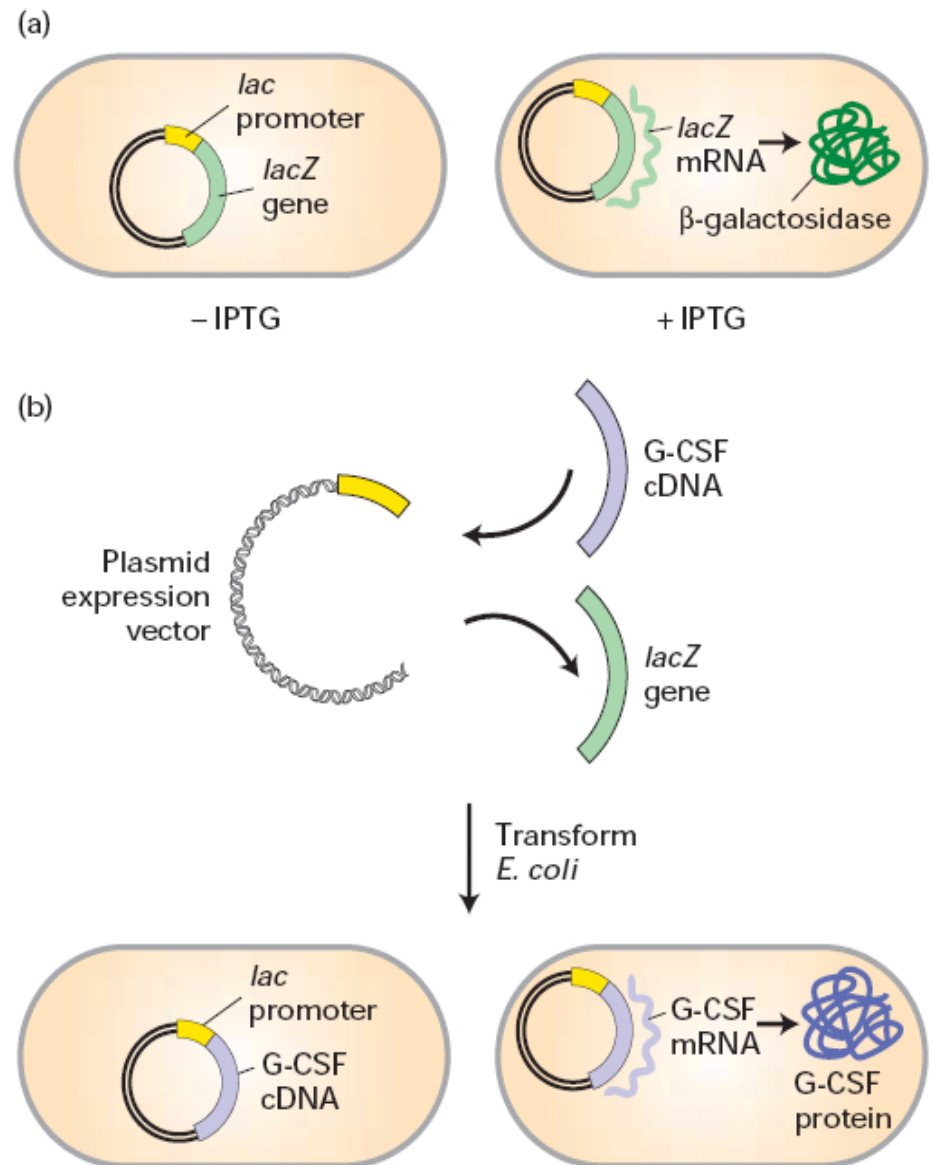 (a)
lac
promoter
lacZ
gene
lacZ
mRNA
β-galactosidase
– IPTG
+ IPTG
(b)
G-CSF
cDNA
Plasmid
expression
vector
lacZ
gene
Transform
E. coli
lac
promoter
G-CSF
cDNA
G-CSF
mRNA
G-CSF
protein